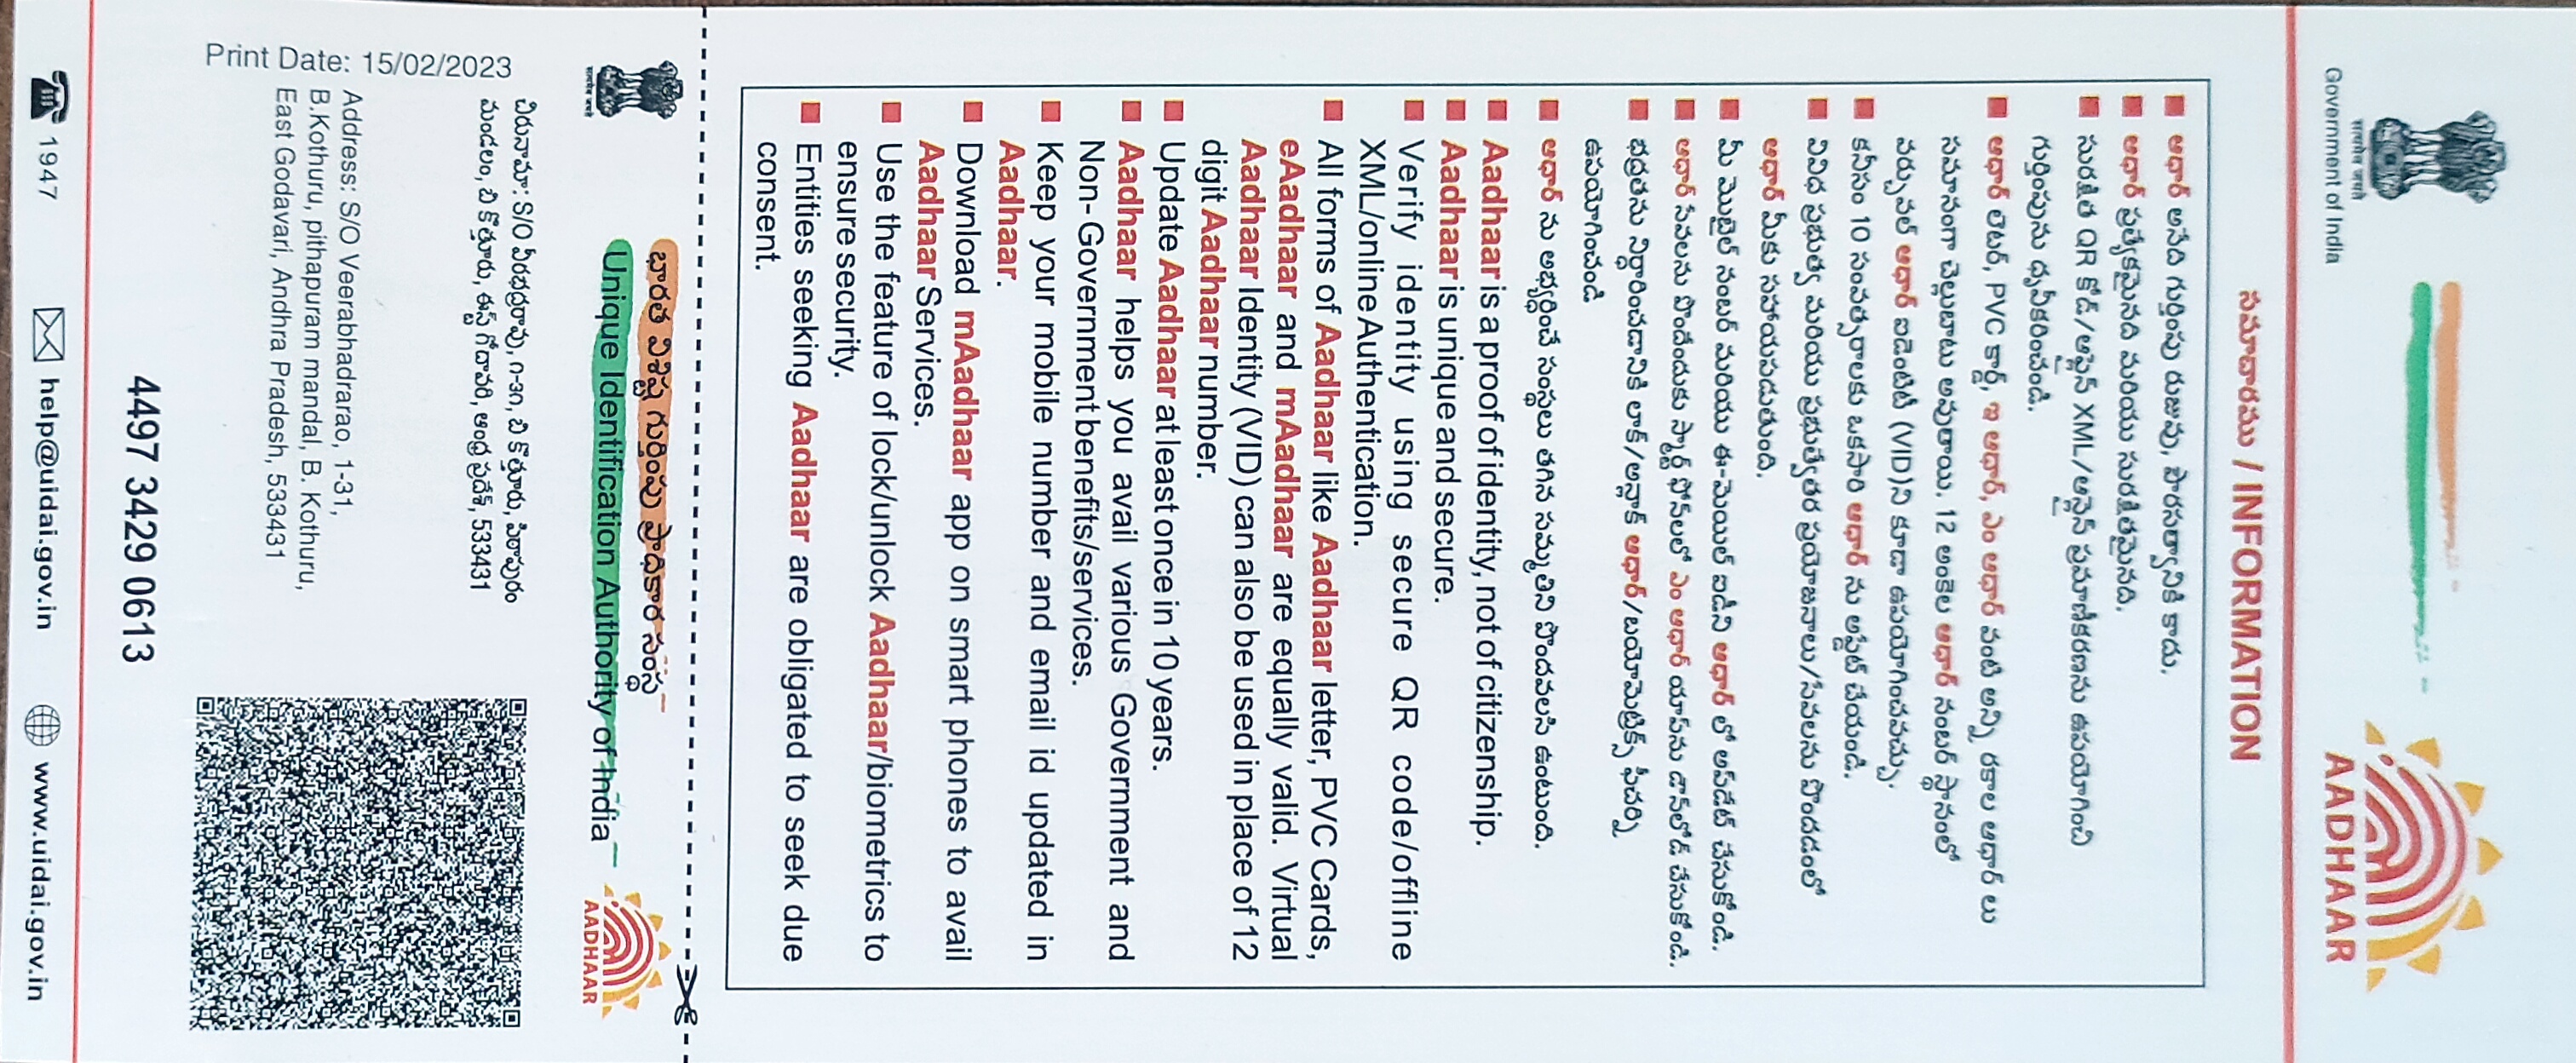 सत्यमेव जयते
Government of India
AADHAAR
సమాచారము / INFORMATION
ఆధార్ అనేది గుర్తింపు రుజువు, పౌరసత్వానికి కాదు.
ఆధార్ ప్రత్యేకమైనది మరియు సురక్షితమైనది.
సురక్షిత QR కోడ్/ఆఫ్లైన్ XML/ఆన్లైన్ ప్రమాణీకరణను ఉపయోగించి
గుర్తింపును ధృవీకరించండి.
ఆధార్ లెటర్, PVC కార్డ్, ఇ ఆధార్, ఎం ఆధార్ వంటి అన్ని రకాల ఆధార్ లు
సమానంగా చెల్లుబాటు అవుతాయి. 12 అంకెల ఆధార్ నంబర్ స్థానంలో
వర్చువల్ ఆధార్ ఐడెంటిటీ (VID)ని కూడా ఉపయోగించవచ్చు.
కనీసం 10 సంవత్సరాలకు ఒకసారి ఆధార్ ను అప్డేట్ చేయండి.
వివిధ ప్రభుత్వ మరియు ప్రభుత్వేతర ప్రయోజనాలు/సేవలను పొందడంలో
ఆధార్ మీకు సహాయపడుతుంది.
మీ మొబైల్ నంబర్ మరియు ఈ-మెయిల్ ఐడీని ఆధార్ లో అప్‌డేట్ చేసుకోండి.
ఆధార్ సేవలను పొందేందుకు స్మార్ట్ ఫోన్‌లలో ఎం ఆధార్ యాప్‌ను డౌన్‌లోడ్ చేసుకోండి.
భద్రతను నిర్ధారించడానికి లాక్/అన్లాక్ ఆధార్/బయోమెట్రిక్స్ ఫీచర్ని
ఉపయోగించండి
ఆధార్ ను అభ్యర్థించే సంస్థలు తగిన సమ్మతిని పొందవలసి ఉంటుంది.
Aadhaar is a proof of identity, not of citizenship.
Aadhaar is unique and secure.
Verify identity using secure QR code/offline
XML/online Authentication.
All forms of Aadhaar like Aadhaar letter, PVC Cards,
eAadhaar and mAadhaar are equally valid. Virtual
Aadhaar Identity (VID) can also be used in place of 12
digit Aadhaar number.
Update Aadhaar at least once in 10 years.
Aadhaar helps you avail various Government and
Non- Government benefits/services.
Keep your mobile number and email id updated in
Aadhaar.
Download mAadhaar app on smart phones to avail
Aadhaar Services.
Use the feature of lock/unlock Aadhaar/biometrics to
ensure security.
Entities seeking Aadhaar are obligated to seek due
consent.
सत्यमेव जयते
భారత విశిష్ట గుర్తింపు ప్రాధికార సంస్థ
Unique Identification Authority of India
AADHAAR
Print Date: 15/02/2023
చిరునామా: S/O వీరభద్రరావు, ౧-౩౧, బి కొత్తూరు, పిఠాపురం
మండలం, బి కొత్తూరు, ఈస్ట్ గోదావరి, ఆంధ్ర ప్రదేశ్, 533431
Address: S/O Veerabhadrarao, 1-31,
B.Kothuru, pithapuram mandal, B. Kothuru,
East Godavari, Andhra Pradesh, 533431
4497 3429 0613
1947
help@uidai.gov.in
www.uidai.gov.in